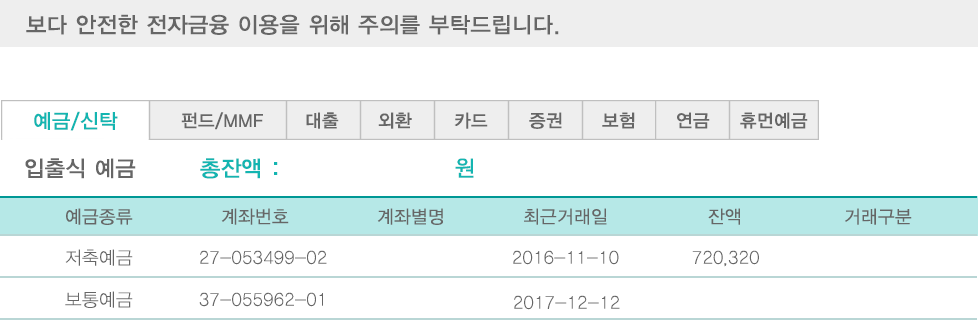 보다 안전한 전자금융 이용을 위해 주의를 부탁드립니다.
예금/신탁 펀드/MMF 대출 외환 카드 증권 보험 연금 휴먼예금
입출식 예금 총잔액 : 원
예금종류 계좌번호 계좌별명 최근거래일 잔액 거래구분
저축예금 27-053499-02 2016-11-10 720,320
보통예금 37-055962-01 2017-12-12